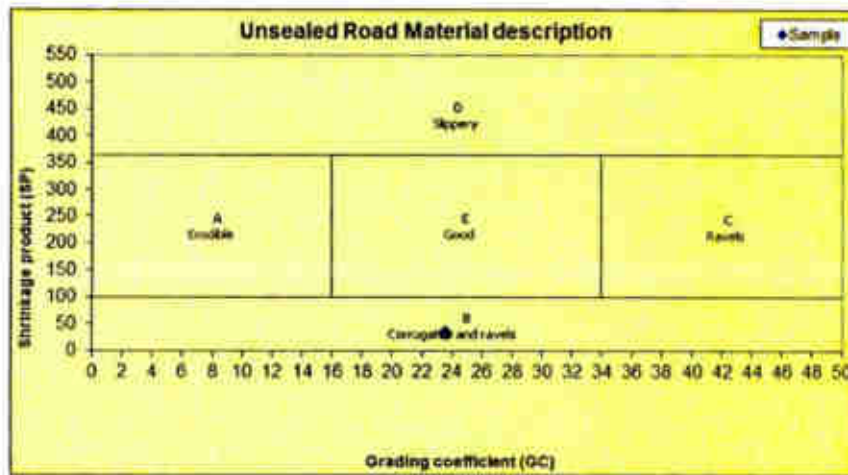 Unsealed Road Material description
Sample
Shrinkage product (SP)
550
500
450
400
350
300
250
200
150
100
50
0
D
Slippery
A
Erodible
E
Good
C
Ravels
B
and ravels
0 2 4 6 8 10 12 14 16 18 20 22 24 26 28 30 32 34 36 38 40 42 44 46 48 50
Grading coefficient (GC)